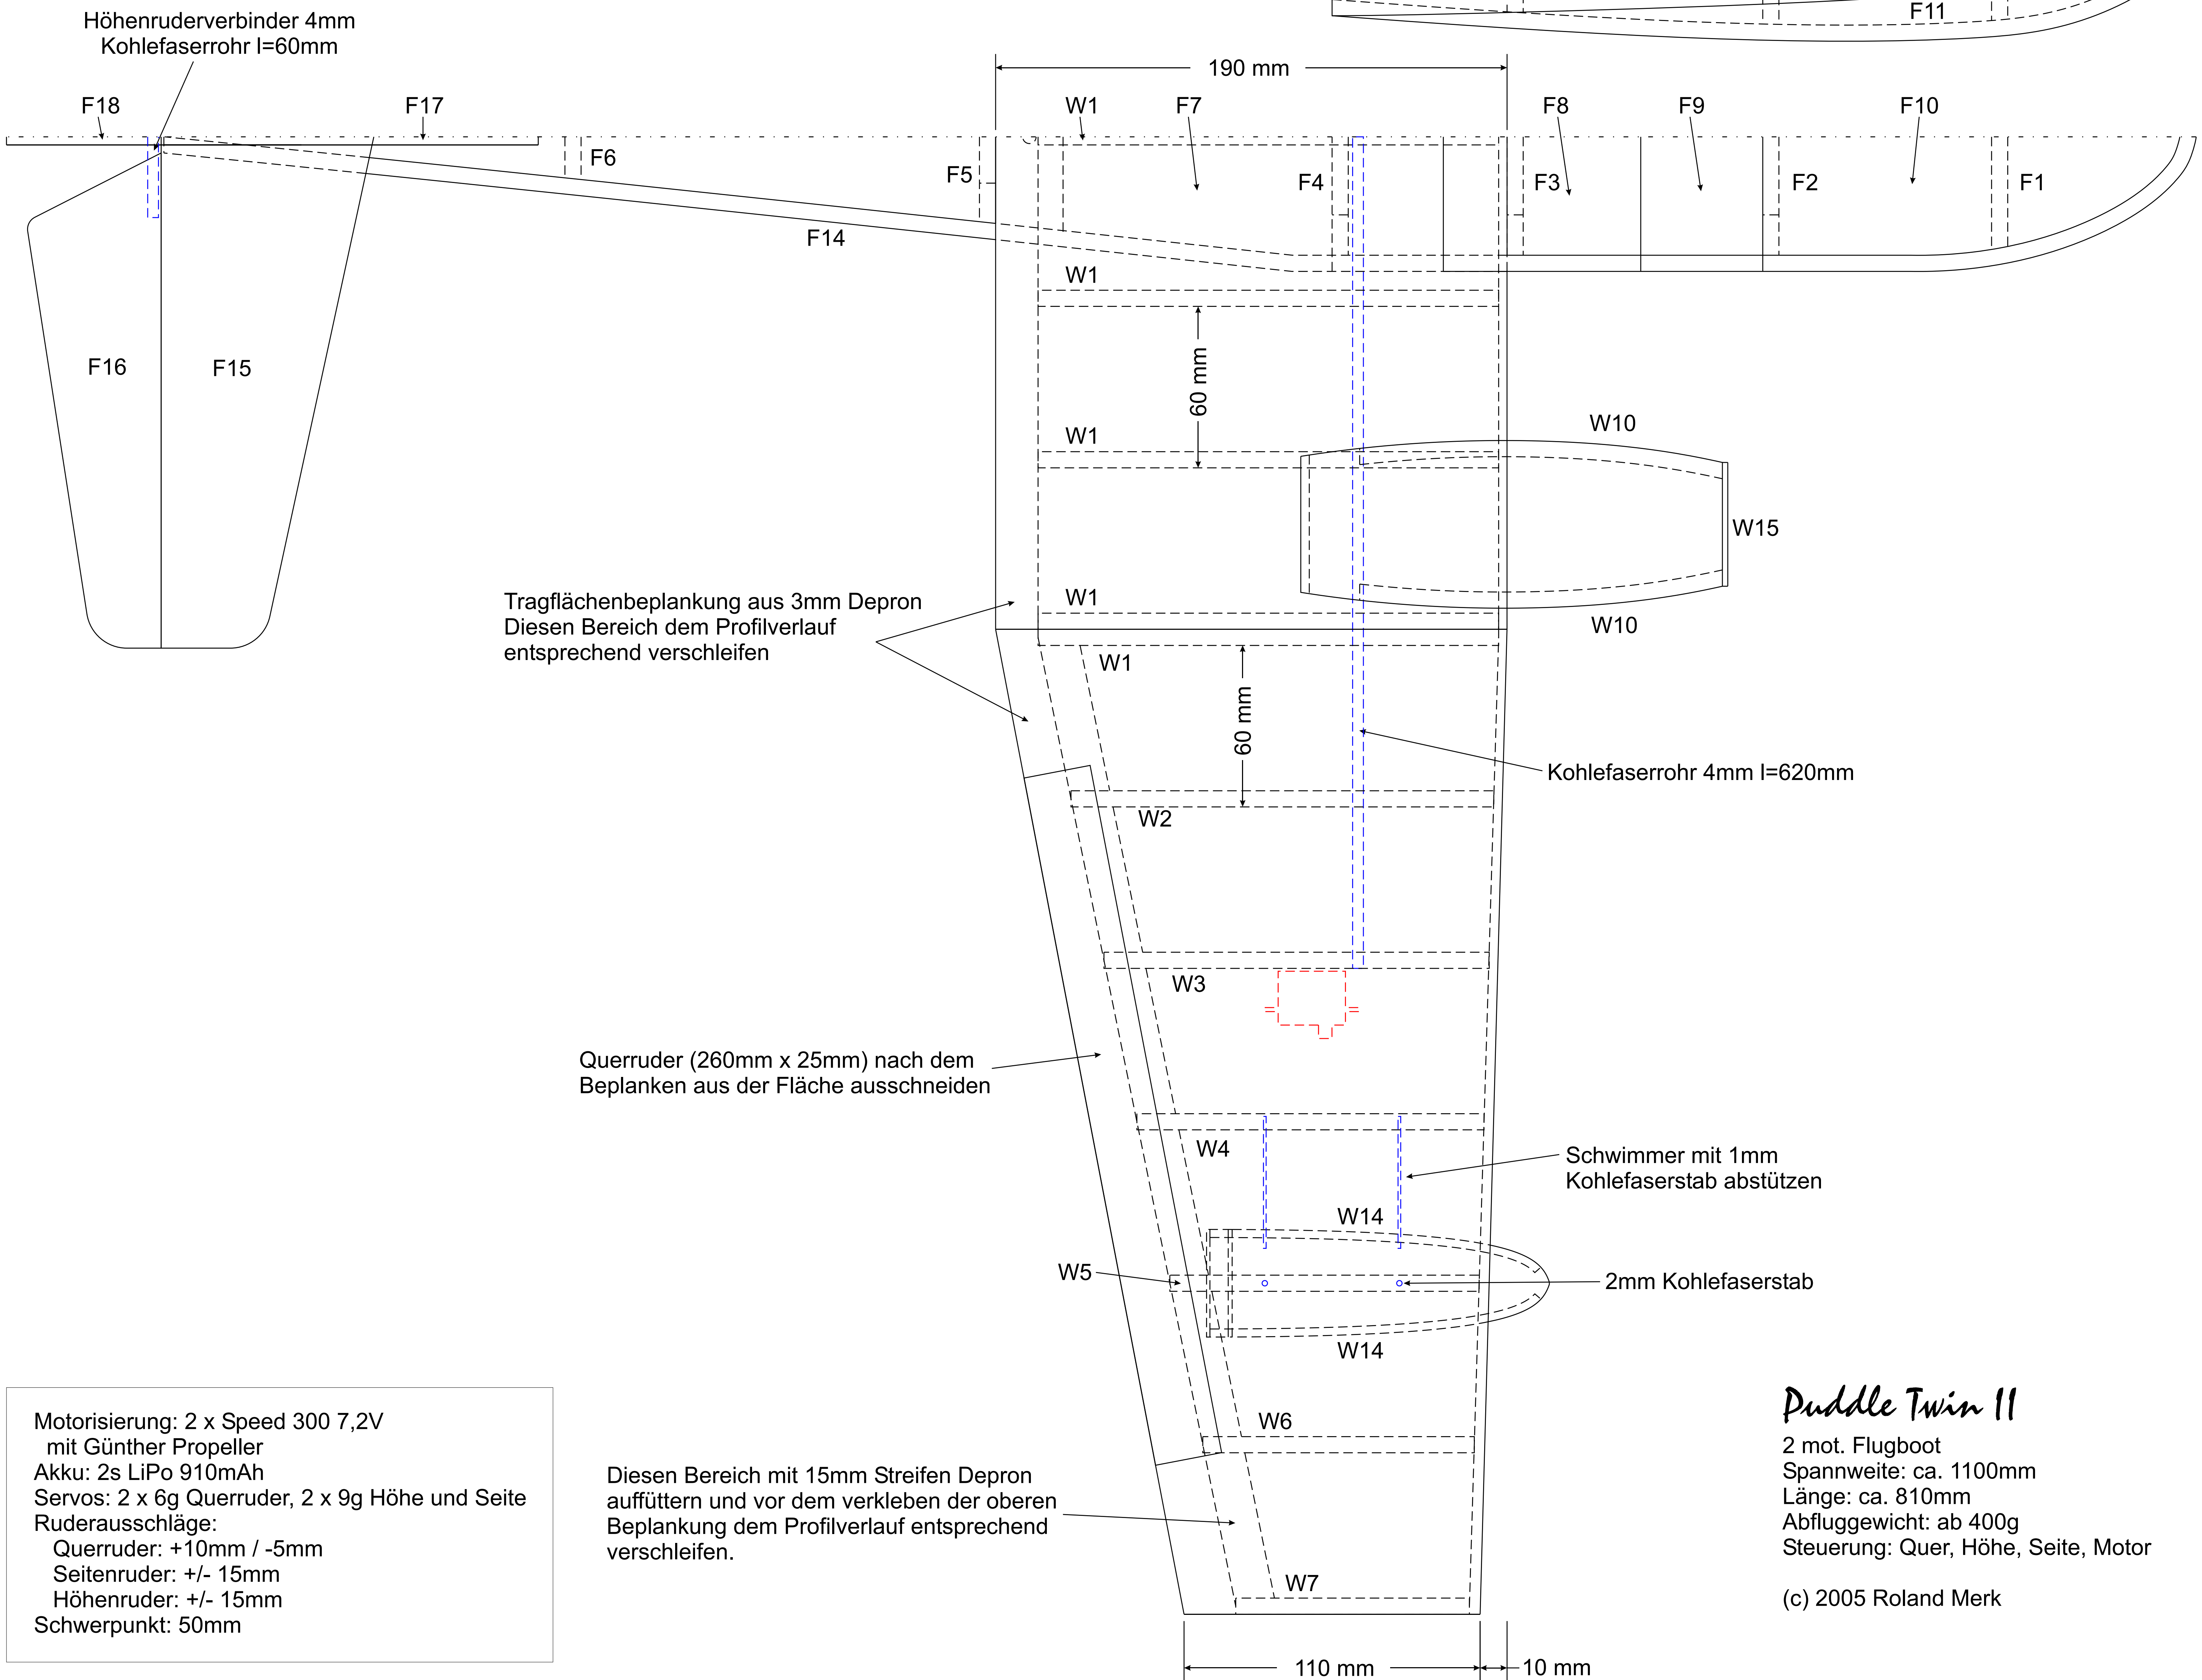 Höhenruderverbinder 4mm
Kohlefaserrohr l=60mm
F11
190 mm
F18
F17
W1
F7
F8
F9
F10
F6
F5
F4
F3
F2
F1
F14
W1
F16
F15
60 mm
W1
W10
W15
Tragflächenbeplankung aus 3mm Depron
Diesen Bereich dem Profilverlauf
entsprechend verschleifen
W1
W10
W1
60 mm
Kohlefaserrohr 4mm l=620mm
W2
W3
Querruder (260mm x 25mm) nach dem
Beplanken aus der Fläche ausschneiden
W4
Schwimmer mit 1mm
Kohlefaserstab abstützen
W14
W5
2mm Kohlefaserstab
W14
W6
Motorisierung: 2 x Speed 300 7,2V
mit Günther Propeller
Akku: 2s LiPo 910mAh
Servos: 2 x 6g Querruder, 2 x 9g Höhe und Seite
Ruderausschläge:
Querruder: +10mm / -5mm
Seitenruder: +/- 15mm
Höhenruder: +/- 15mm
Schwerpunkt: 50mm
Diesen Bereich mit 15mm Streifen Depron
auffüttern und vor dem verkleben der oberen
Beplankung dem Profilverlauf entsprechend
verschleifen.
W7
Puddle Twin II
2 mot. Flugboot
Spannweite: ca. 1100mm
Länge: ca. 810mm
Abfluggewicht: ab 400g
Steuerung: Quer, Höhe, Seite, Motor
(c) 2005 Roland Merk
110 mm
10 mm